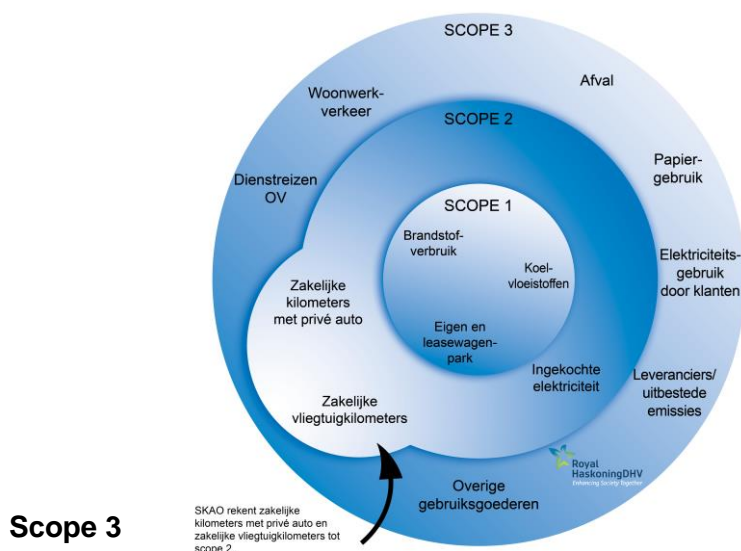 SCOPE 3
Afval
Woonwerk-
verkeer
SCOPE 2
Papier-
gebruik
Dienstreizen
OV
SCOPE 1
Brandstof-
verbruik
Koel-
vloeistoffen
Elektriciteits-
gebruik
door klanten
Zakelijke
kilometers
met privé auto
Eigen en
leasewagen-
park
Ingekochte
elektriciteit
Leveranciers/
uitbestede
emissies
Zakelijke
vliegtuigkilometers
Royal
HaskoningDHV
Enhancing Society Together
Overige
gebruiksgoederen
SKAO rekent zakelijke
kilometers met privé auto en
zakelijke vliegtuigkilometers tot
scope 2
Scope 3